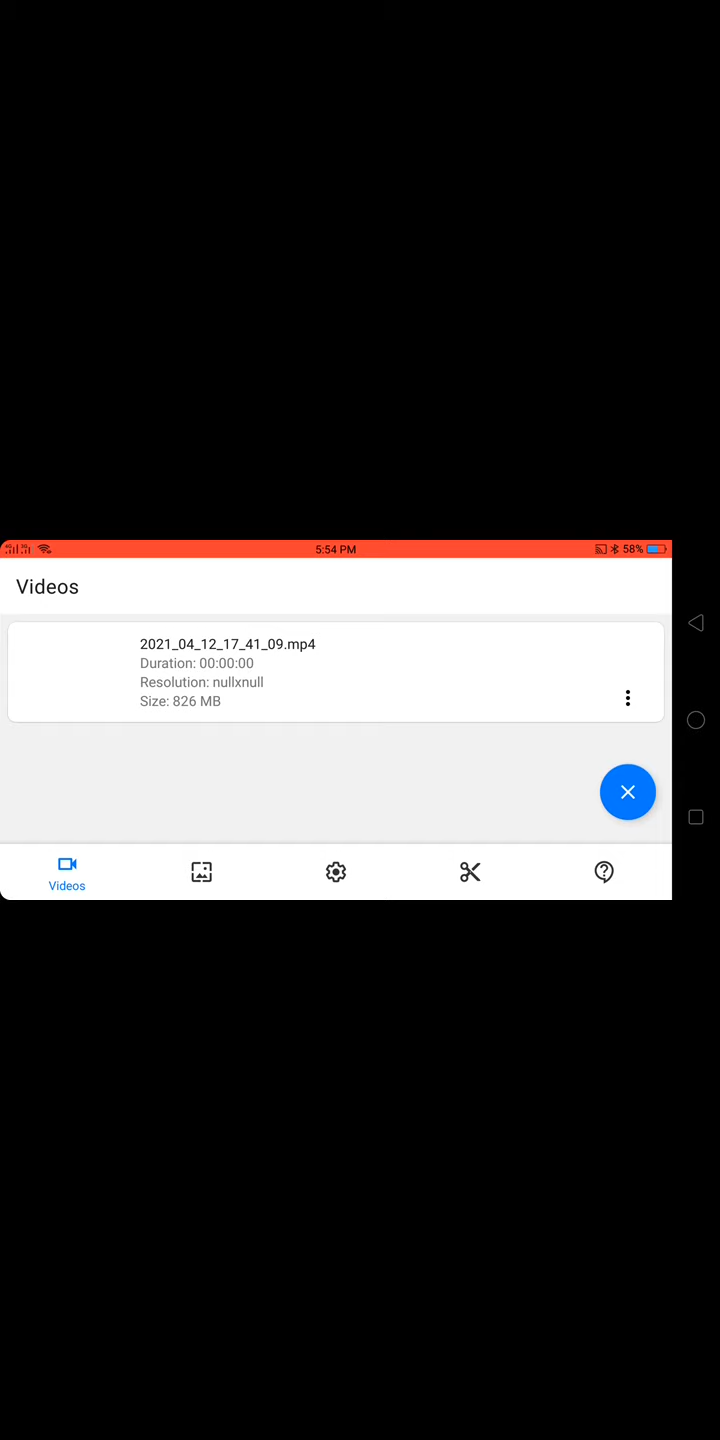 5:54 PM
58%
Videos
2021_04_12_17_41_09.mp4
Duration: 00:00:00
Resolution: nullxnull
Size: 826 MB
Videos